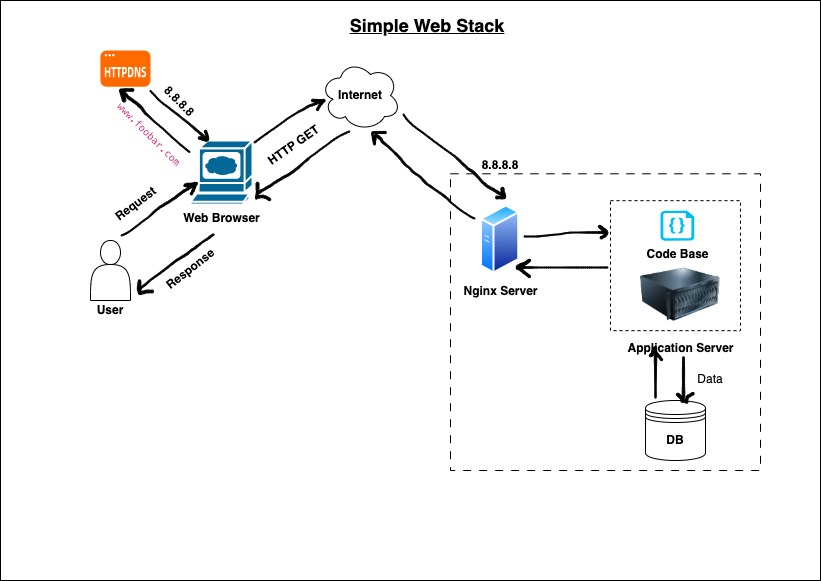 Simple Web Stack
HTTPDNS
8.8.8.8
www.foobar.com
Internet
HTTP GET
8.8.8.8
Web Browser
Request
Response
User
Nginx Server
{}
Code Base
Application Server
Data
DB